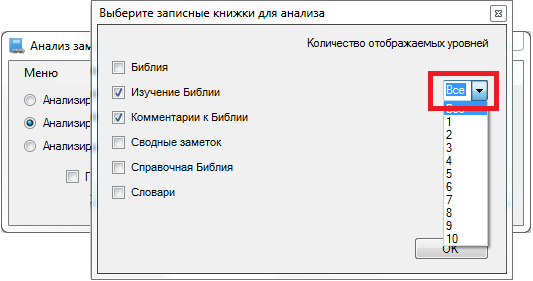 Выберите записные книжки для анализа
Анализ зам
Количество отображаемых уровней
Меню
Библия
Изучение Библии
Все
Анализир
Комментарии к Библии
Анализир
1
Сводные заметок
2
Анализир
3
Справочная Библия
4
Словари
5
6
7
8
9
10
OK